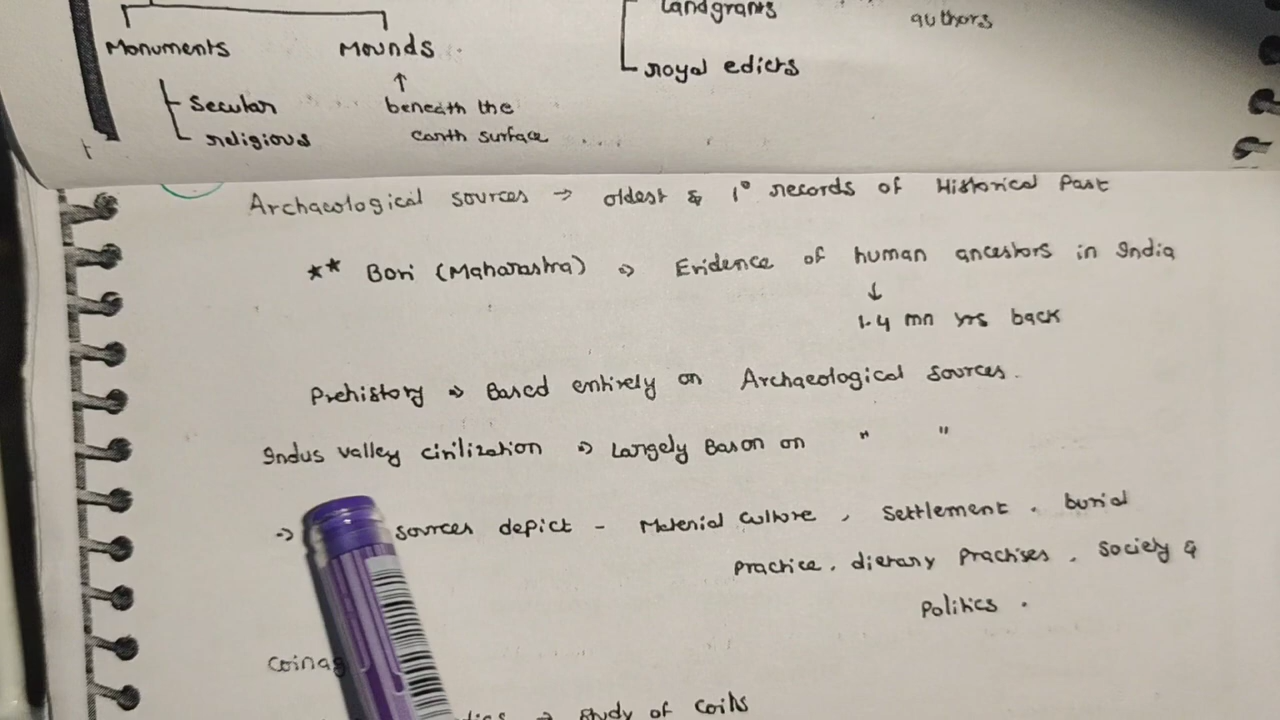 Landgrants
authors
Monuments
Mounds
royal edicts
Secular
beneath the
religious
earth surface
Archaeological sources → oldest & 1° records of Historical Past
** Bori (Maharastra) ⇒ Evidence of human ancestors in India
↓
1.4 mn yrs back
Prehistory ⇒ Based entirely on Archaeological sources.
Indus valley civilization ⇒ Largely Bason on " "
⇒ sources depict - Material culture, Settlement, burial
practice, dietary Practises, Society &
Politics.
coinag
→ study of coins